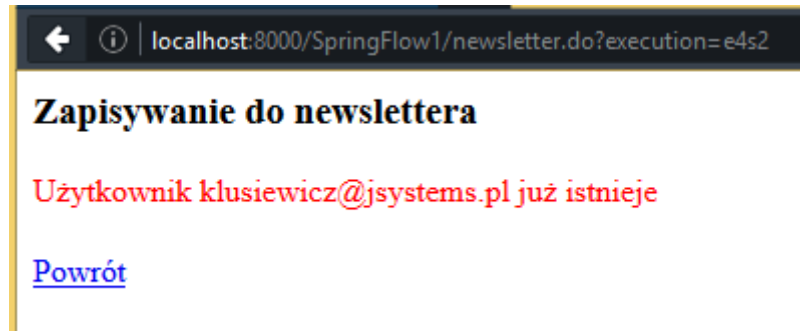 localhost:8000/SpringFlow1/newsletter.do?execution=e4s2
Zapisywanie do newslettera
Użytkownik klusiewicz@jsystems.pl już istnieje
Powrót